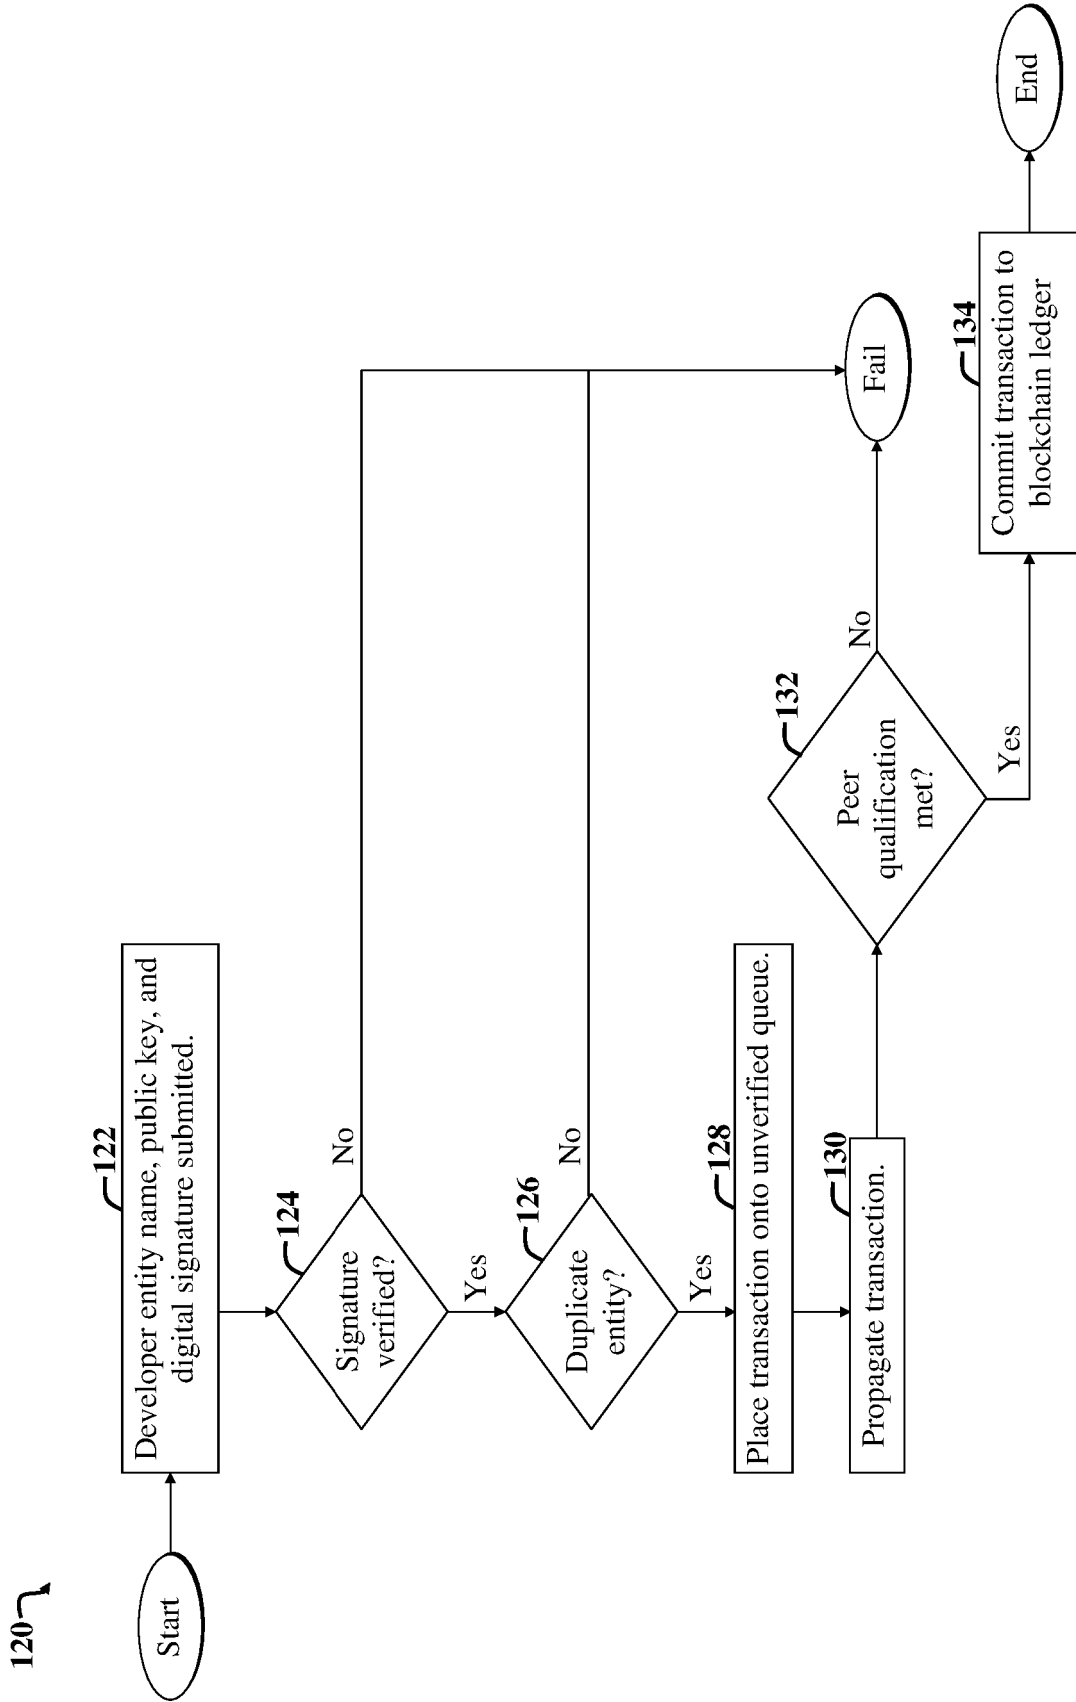 120
Start
122
Developer entity name, public key, and
digital signature submitted.
124
Signature
verified?
No
Yes
126
Duplicate
entity?
No
Yes
128
Place transaction onto unverified queue.
130
Propagate transaction.
132
Peer
qualification
met?
No
Fail
Yes
134
Commit transaction to
blockchain ledger
End